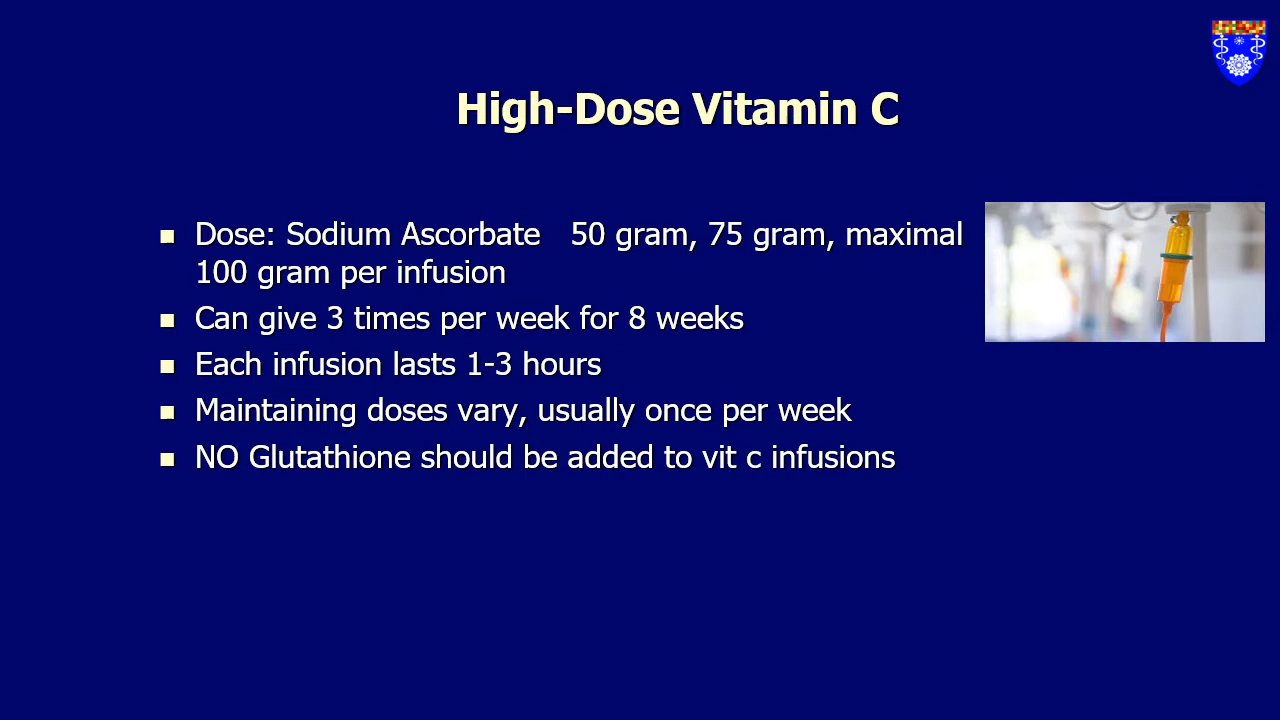 High-Dose Vitamin C
Dose: Sodium Ascorbate 50 gram, 75 gram, maximal
100 gram per infusion
Can give 3 times per week for 8 weeks
Each infusion lasts 1-3 hours
Maintaining doses vary, usually once per week
NO Glutathione should be added to vit c infusions